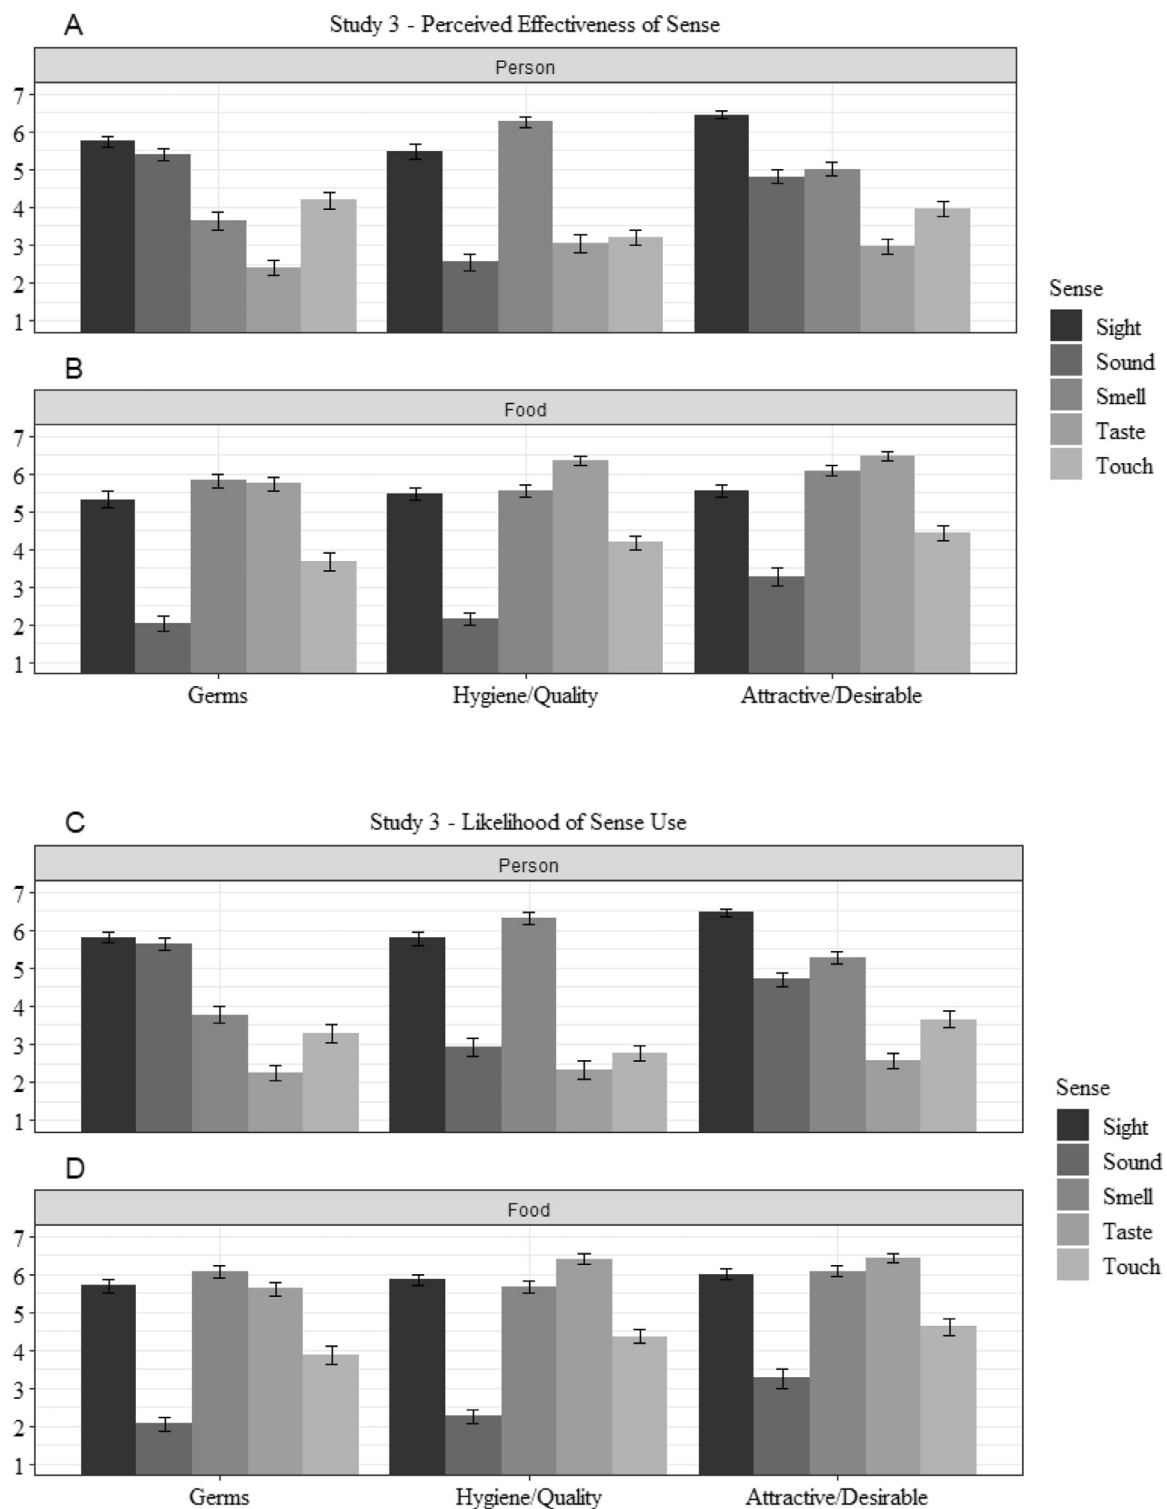 A
Study 3 - Perceived Effectiveness of Sense
Person
7
6
5
4
3
2
1
B
Food
7
6
5
4
3
2
1
Germs
Hygiene/Quality
Attractive/Desirable
Sense
Sight
Sound
Smell
Taste
Touch
C
Study 3 - Likelihood of Sense Use
Person
7
6
5
4
3
2
1
D
Food
7
6
5
4
3
2
1
Germs
Hygiene/Quality
Attractive/Desirable
Sense
Sight
Sound
Smell
Taste
Touch